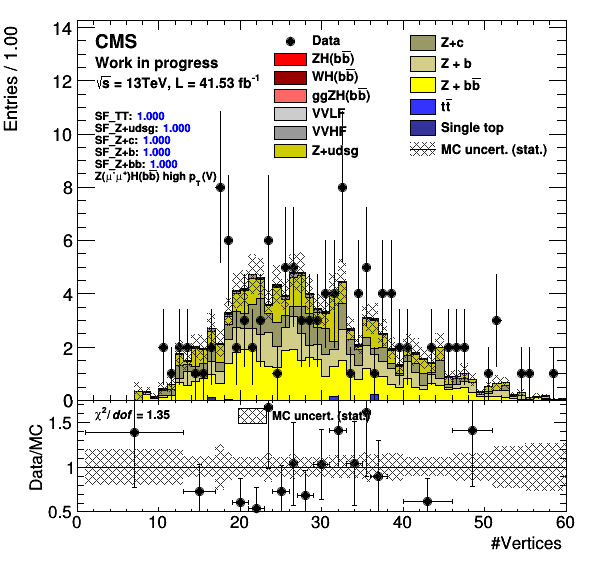 CMS
Work in progress
√s = 13TeV, L = 41.53 fb⁻¹
SF_TT: 1.000
SF_Z+udsg: 1.000
SF_Z+c: 1.000
SF_Z+b: 1.000
SF_Z+bb: 1.000
Z(μ⁻μ⁺)H(bb̅) high p_T (V)
Data
ZH(bb̅)
WH(bb̅)
ggZH(bb̅)
VVLF
VVHF
Z+udsg
Z+c
Z + b
Z + bb̅
tt̅
Single top
MC uncert. (stat.)
Entries / 1.00
14
12
10
8
6
4
2
0
χ²/ dof = 1.35
MC uncert. (stat.)
Data/MC
1.5
1
0.5
0 10 20 30 40 50 60
#Vertices